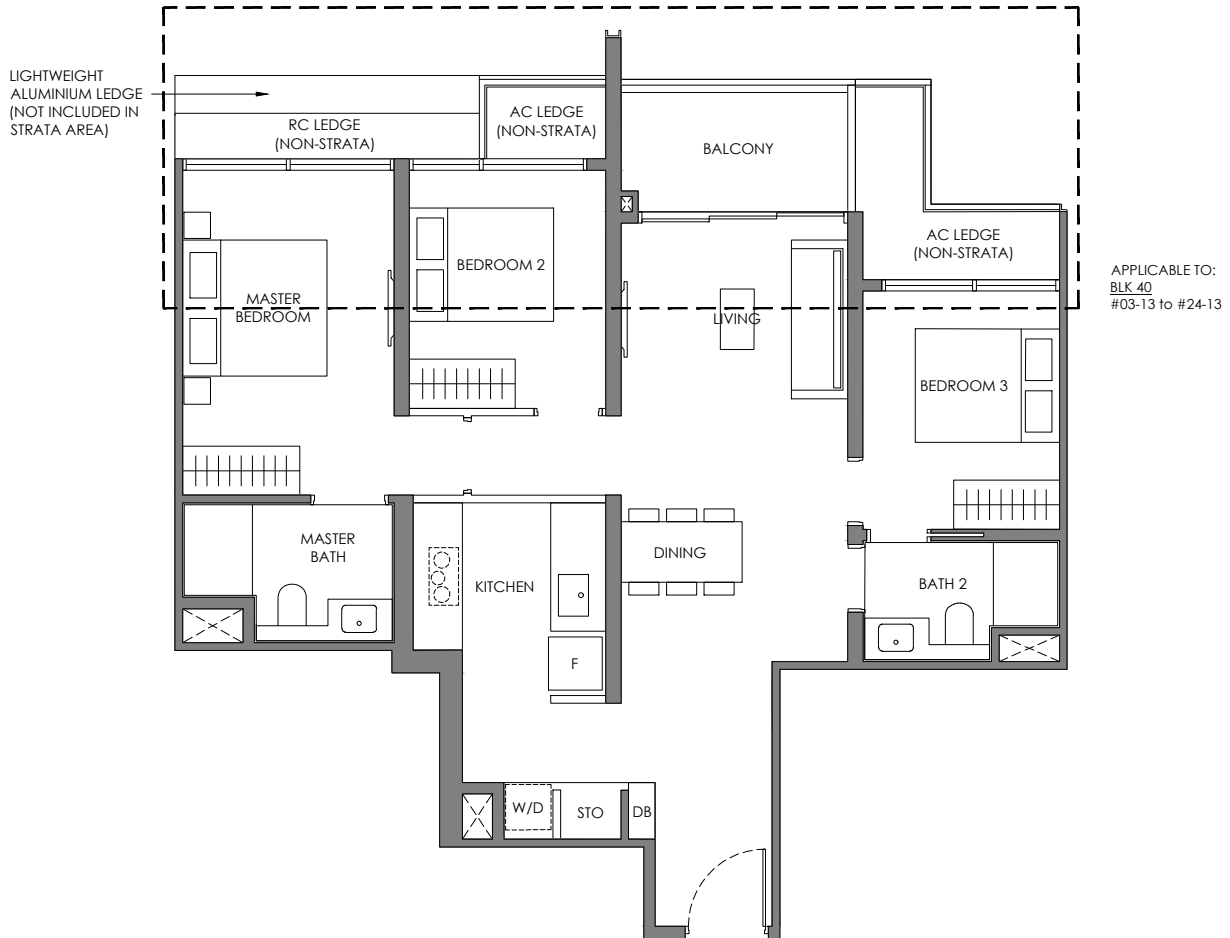 LIGHTWEIGHT
ALUMINIUM LEDGE
(NOT INCLUDED IN
STRATA AREA)
RC LEDGE
(NON-STRATA)
AC LEDGE
(NON-STRATA)
BALCONY
AC LEDGE
(NON-STRATA)
APPLICABLE TO:
BLK 40
#03-13 to #24-13
MASTER
BEDROOM
BEDROOM 2
LIVING
BEDROOM 3
MASTER
BATH
KITCHEN
DINING
BATH 2
F
W/D
STO
DB